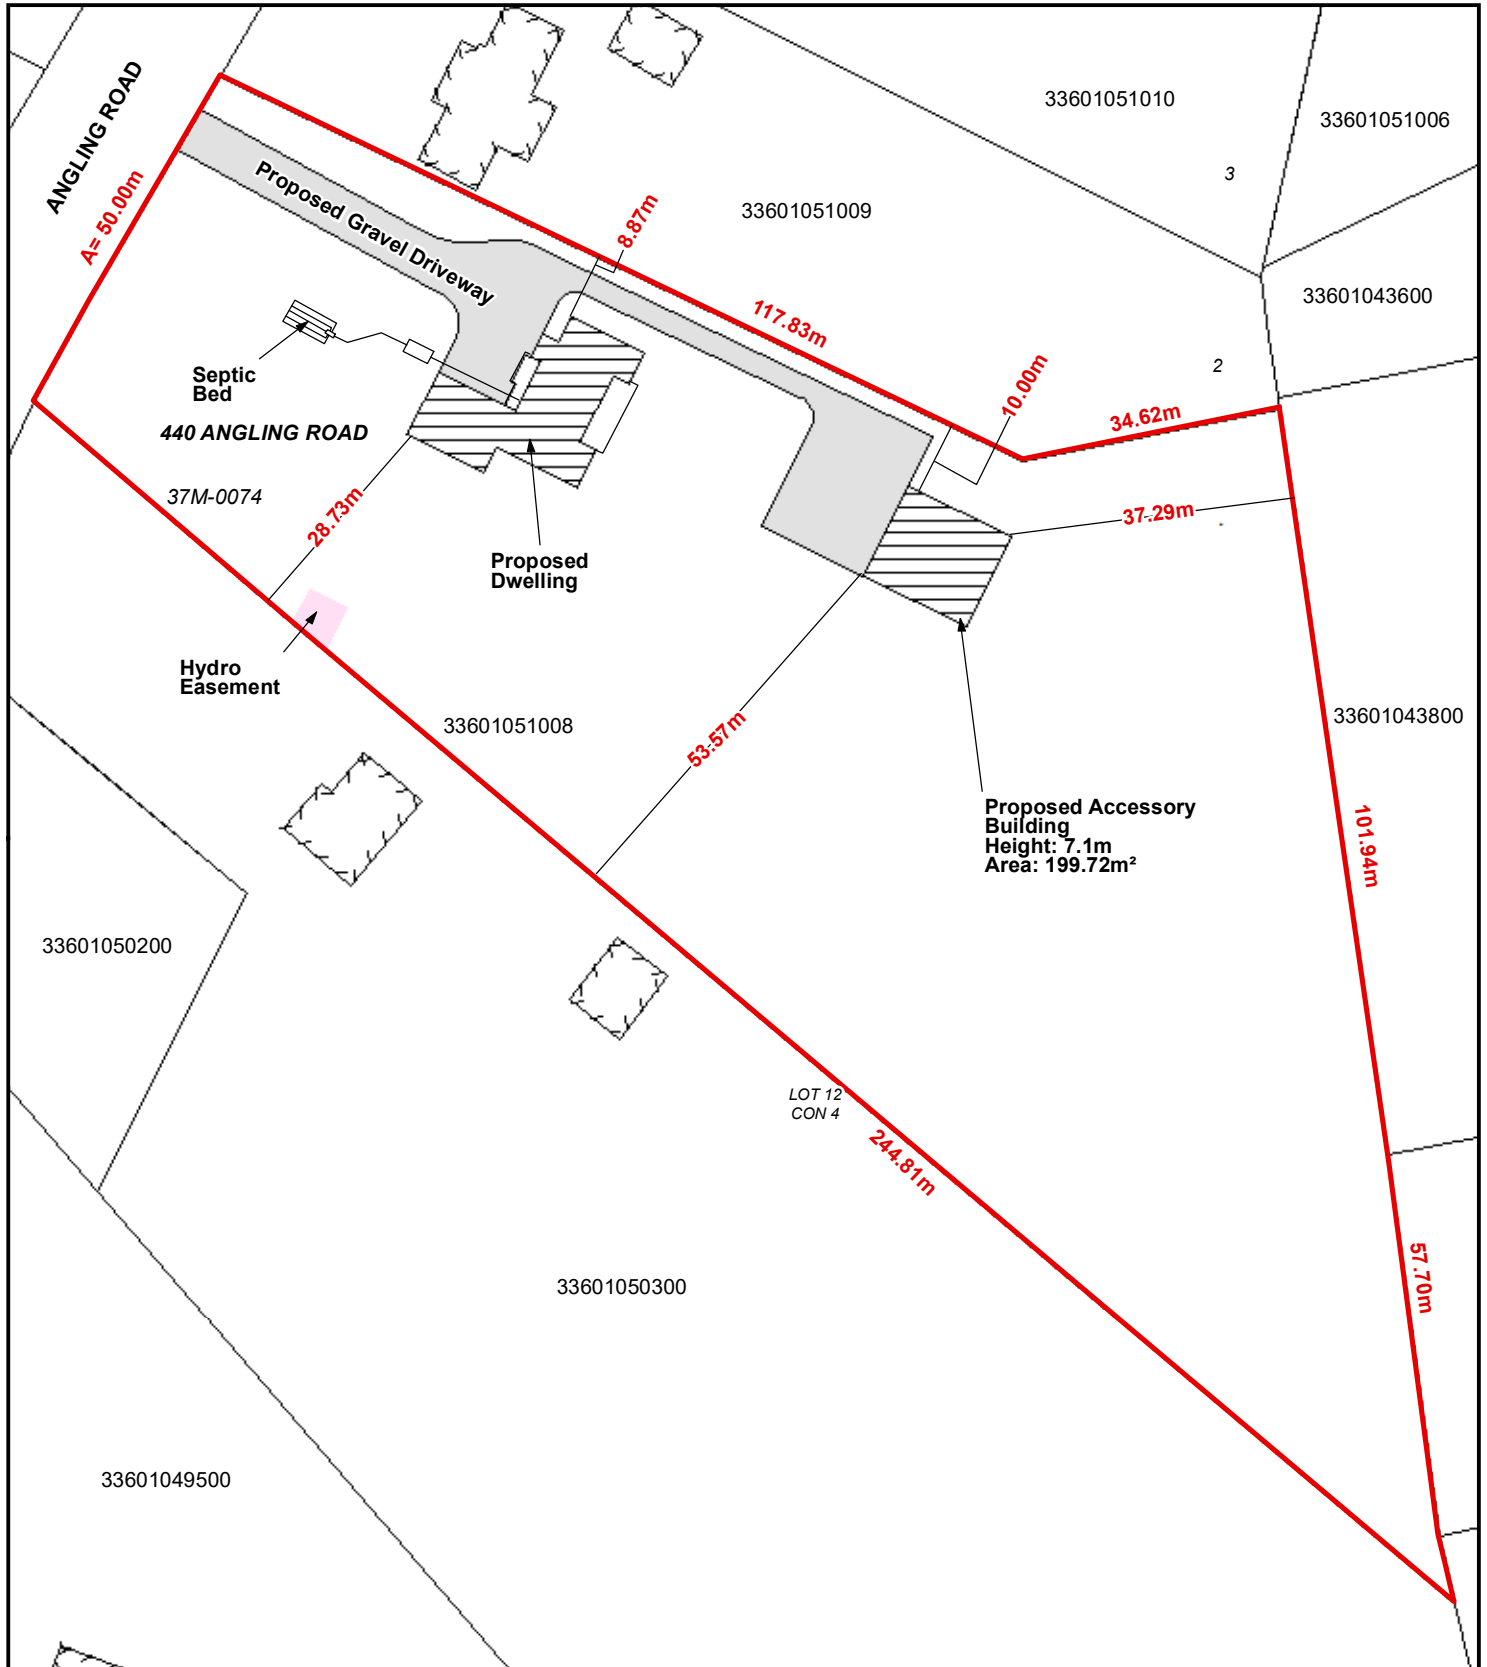 33601051010
33601051006
ANGLING ROAD
3
A= 50.00m
Proposed Gravel Driveway
8.87m
33601051009
33601043600
117.83m
2
Septic
Bed
10.00m
34.62m
440 ANGLING ROAD
37M-0074
28.73m
37.29m
Proposed
Dwelling
Hydro
Easement
33601051008
53.57m
33601043800
Proposed Accessory
Building
Height: 7.1m
Area: 199.72m²
101.94m
33601050200
LOT 12
CON 4
244.81m
57.70m
33601050300
33601049500